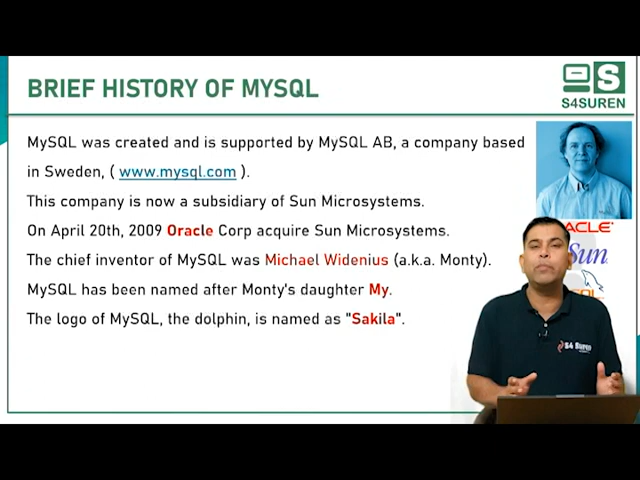 BRIEF HISTORY OF MYSQL
S4SUREN
MySQL was created and is supported by MySQL AB, a company based
in Sweden, ( www.mysql.com ).
This company is now a subsidiary of Sun Microsystems.
On April 20th, 2009 Oracle Corp acquire Sun Microsystems.
The chief inventor of MySQL was Michael Widenius (a.k.a. Monty).
MySQL has been named after Monty's daughter My.
The logo of MySQL, the dolphin, is named as "Sakila".
ACLE
Sun
S4 SUREN